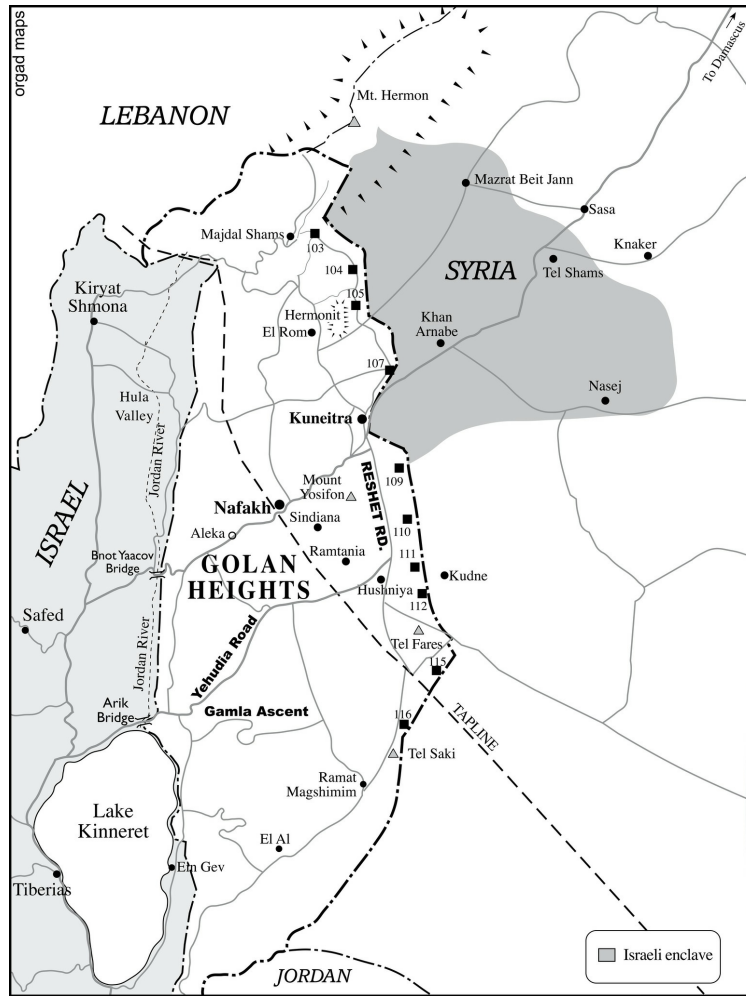 orgad maps
To Damascus
Mt. Hermon
LEBANON
Mazrat Beit Jann
Sasa
Majdal Shams
103
Knaker
SYRIA
Tel Shams
104
Kiryat
Shmona
105
Hermonit
El Rom
Khan
Arnabe
107
Nasej
Hula
Valley
Kuneitra
Jordan River
RESHET RD.
109
Mount
Yosifon
Nafakh
Sindiana
110
ISRAEL
Aleka
Ramtania
Bnot Yaacov
Bridge
GOLAN
HEIGHTS
111
Kudne
Hushniya
112
Safed
Jordan River
Yehudia Road
Tel Fares
115
Arik
Bridge
Gamla Ascent
116
TAPLINE
Tel Saki
Ramat
Magshimim
Lake
Kinneret
El Al
Ein Gev
Tiberias
Israeli enclave
JORDAN